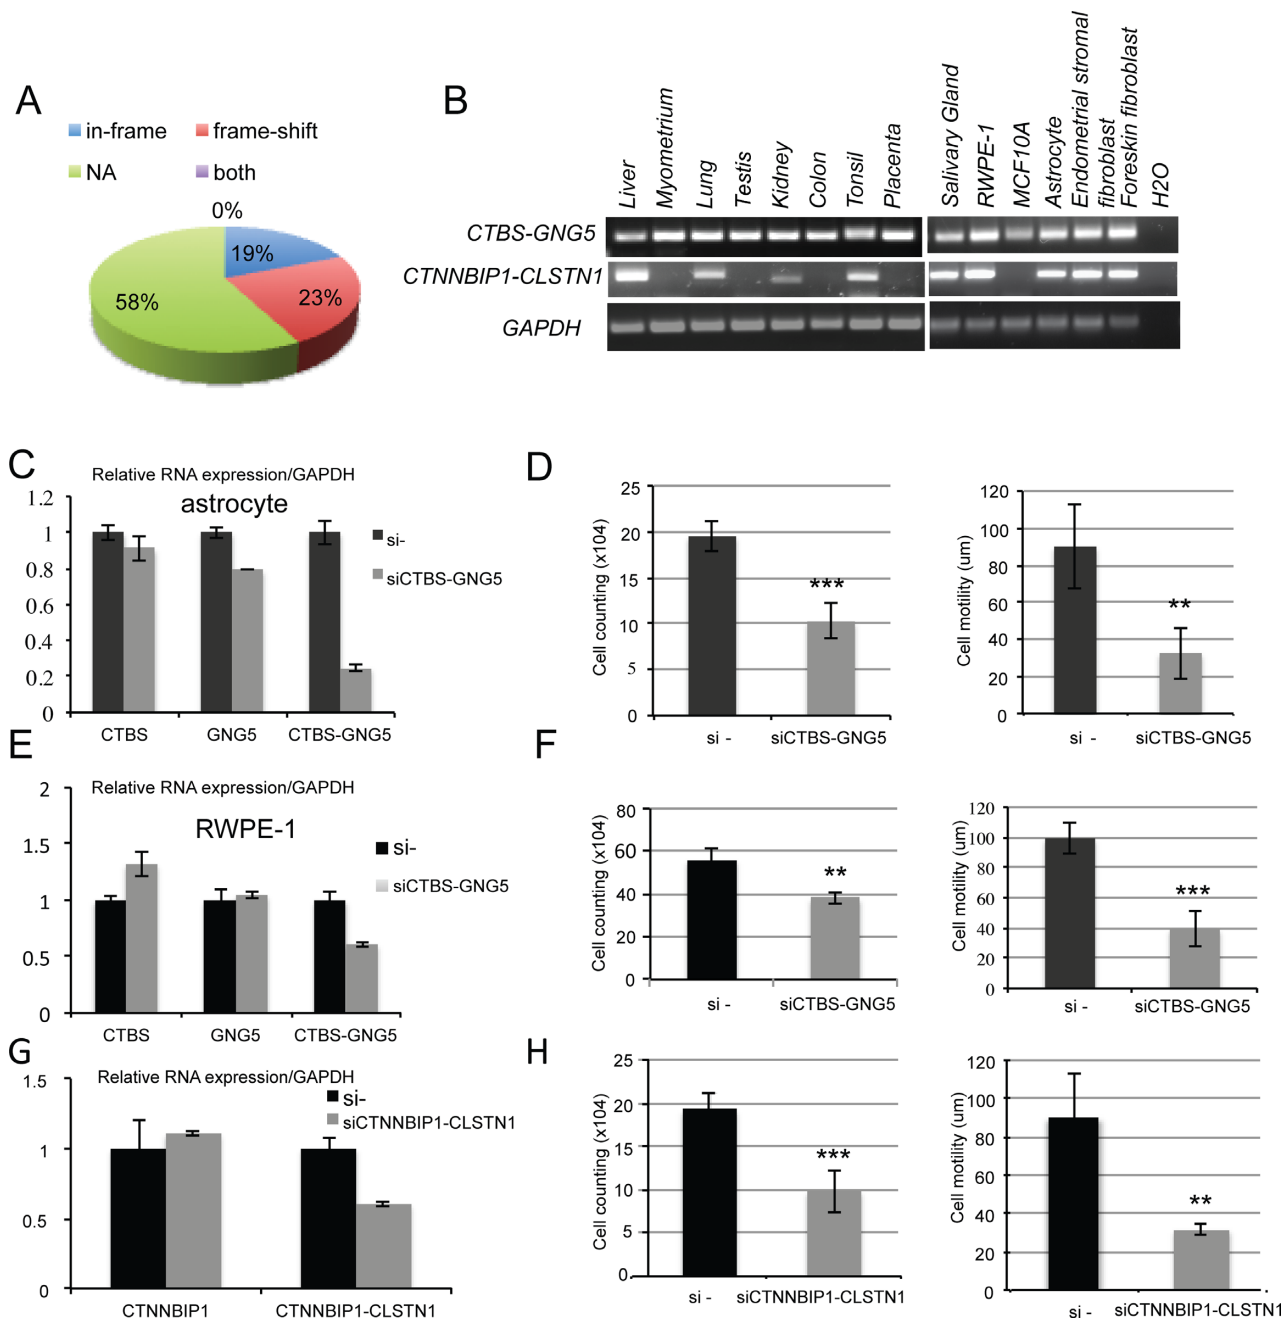 A
in-frame
frame-shift
NA
both
0%
19%
58%
23%
B
Liver
Myometrium
Lung
Testis
Kidney
Colon
Tonsil
Placenta
Salivary Gland
RWPE-1
MCF10A
Astrocyte
Endometrial stromal
fibroblast
Foreskin fibroblast
H2O
CTBS-GNG5
CTNNBIP1-CLSTN1
GAPDH
C
Relative RNA expression/GAPDH
astrocyte
1.2
1
0.8
0.6
0.4
0.2
0
si-
siCTBS-GNG5
CTBS
GNG5
CTBS-GNG5
D
Cell counting (x104)
25
20
15
10
5
0
***
si -
siCTBS-GNG5
Cell motility (um)
120
100
80
60
40
20
0
**
si -
siCTBS-GNG5
E
Relative RNA expression/GAPDH
RWPE-1
2
1.5
1
0.5
0
si-
siCTBS-GNG5
CTBS
GNG5
CTBS-GNG5
F
Cell counting (x104)
80
60
40
20
0
**
si -
siCTBS-GNG5
Cell motility (um)
120
100
80
60
40
20
0
***
si -
siCTBS-GNG5
G
Relative RNA expression/GAPDH
1.5
1
0.5
0
si-
siCTNNBIP1-CLSTN1
CTNNBIP1
CTNNBIP1-CLSTN1
H
Cell counting (x104)
25
20
15
10
5
0
***
si -
siCTNNBIP1-CLSTN1
Cell motility (um)
120
100
80
60
40
20
0
**
si -
siCTNNBIP1-CLSTN1